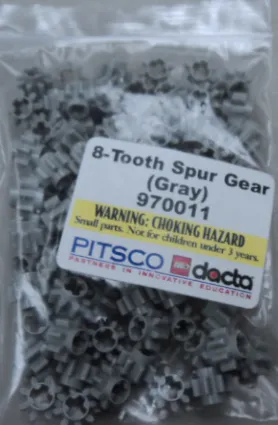 8-Tooth Spur Gear
(Gray)
970011
WARNING: CHOKING HAZARD
Small parts. Not for children under 3 years.
PITSCO dacta
PARTNERS IN INNOVATIVE EDUCATION